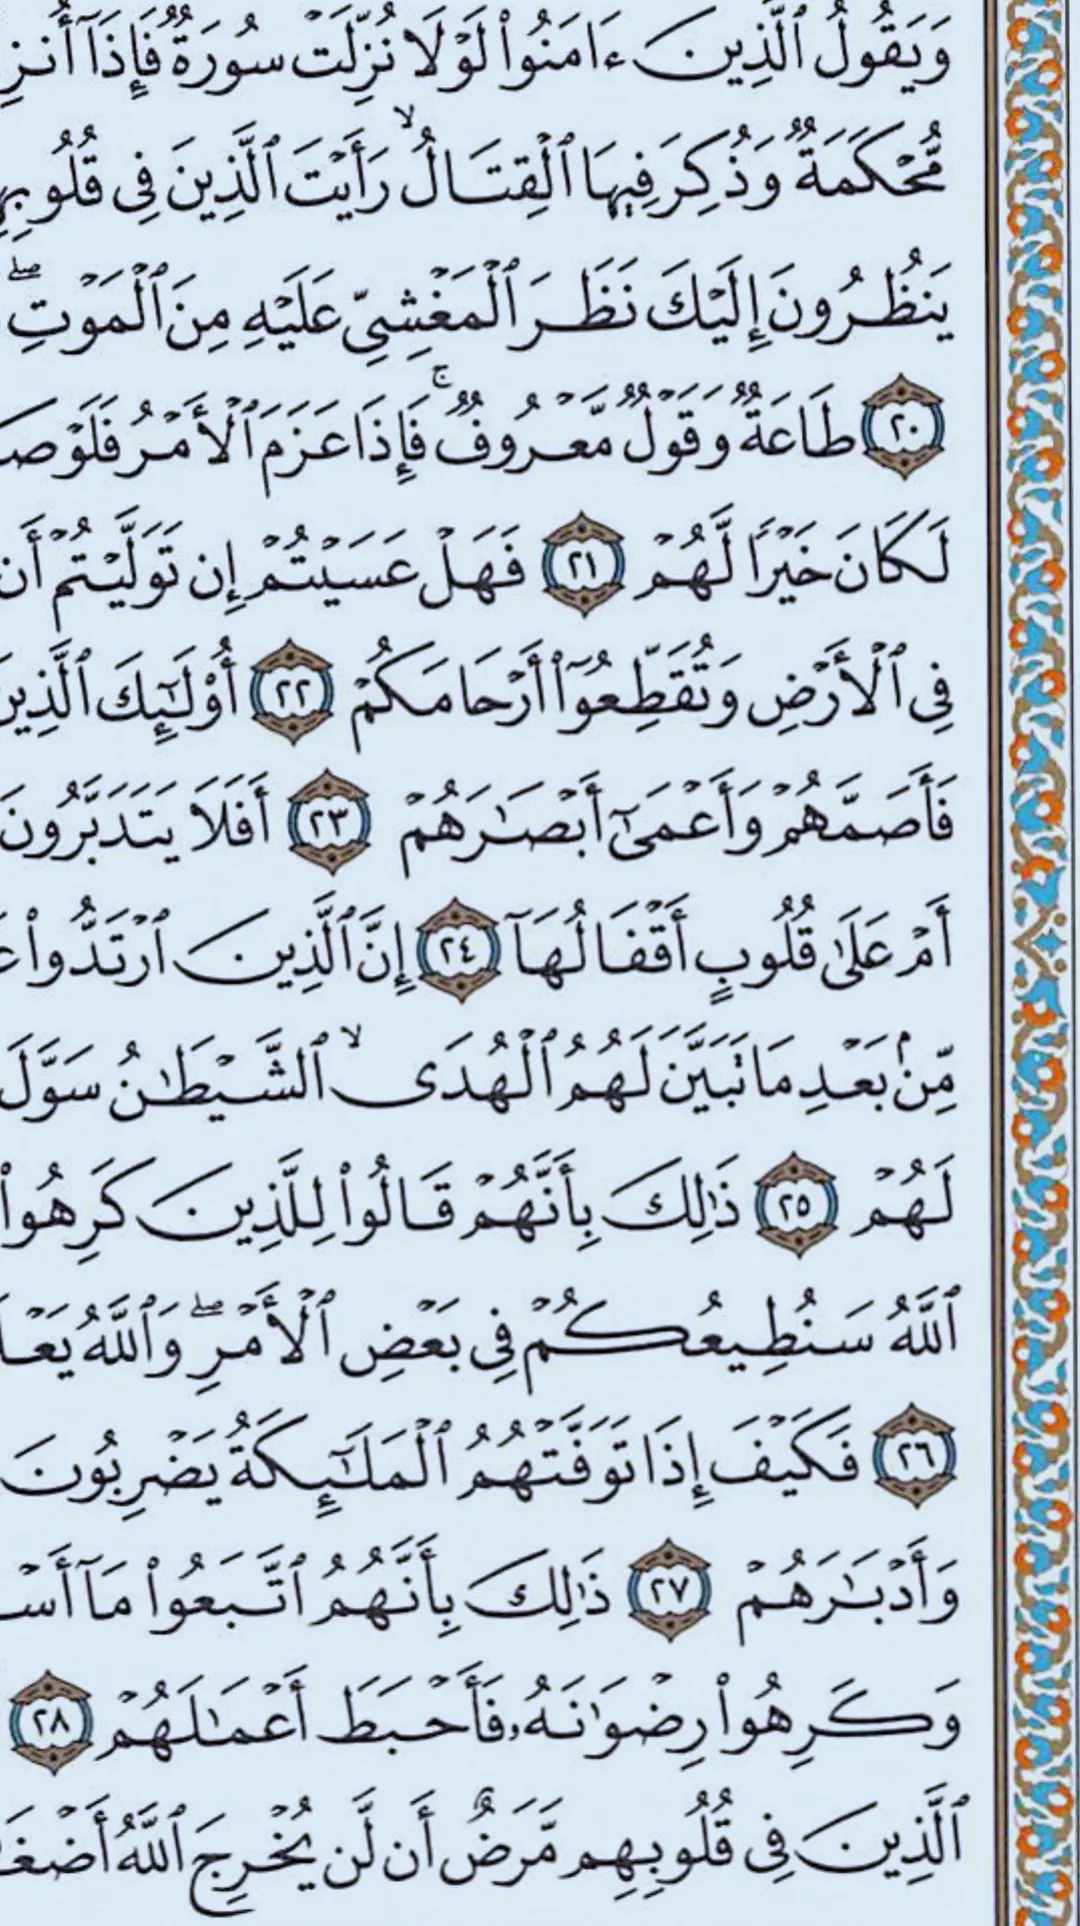 وَيَقُولُ ٱلَّذِينَ ءَامَنُوا۟ لَوْلَا نُزِّلَتْ سُورَةٌ فَإِذَآ أُنزِ
مُّحْكَمَةٌ وَذُكِرَ فِيهَا ٱلْقِتَالُ ۙ رَأَيْتَ ٱلَّذِينَ فِى قُلُوبِهِ
يَنظُرُونَ إِلَيْكَ نَظَرَ ٱلْمَغْشِىِّ عَلَيْهِ مِنَ ٱلْمَوْتِ ۖ
٢٠ طَاعَةٌ وَقَوْلٌ مَّعْرُوفٌ ۚ فَإِذَا عَزَمَ ٱلْأَمْرُ فَلَوْ صَ
لَكَانَ خَيْرًا لَّهُمْ ٢١ فَهَلْ عَسَيْتُمْ إِن تَوَلَّيْتُمْ أَن
فِى ٱلْأَرْضِ وَتُقَطِّعُوٓا۟ أَرْحَامَكُمْ ٢٢ أُو۟لَـٰٓئِكَ ٱلَّذِينَ
فَأَصَمَّهُمْ وَأَعْمَىٰٓ أَبْصَـٰرَهُمْ ٢٣ أَفَلَا يَتَدَبَّرُونَ
أَمْ عَلَىٰ قُلُوبٍ أَقْفَالُهَآ ٢٤ إِنَّ ٱلَّذِينَ ٱرْتَدُّوا۟ عَ
مِّنۢ بَعْدِ مَا تَبَيَّنَ لَهُمُ ٱلْهُدَى ۙ ٱلشَّيْطَـٰنُ سَوَّلَ
لَهُمْ ٢٥ ذَٰلِكَ بِأَنَّهُمْ قَالُوا۟ لِلَّذِينَ كَرِهُوا۟
ٱللَّهُ سَنُطِيعُكُمْ فِى بَعْضِ ٱلْأَمْرِ ۖ وَٱللَّهُ يَعْلَ
٢٦ فَكَيْفَ إِذَا تَوَفَّتْهُمُ ٱلْمَلَـٰٓئِكَةُ يَضْرِبُونَ
وَأَدْبَـٰرَهُمْ ٢٧ ذَٰلِكَ بِأَنَّهُمُ ٱتَّبَعُوا۟ مَآ أَسْ
وَكَرِهُوا۟ رِضْوَٰنَهُۥ فَأَحْبَطَ أَعْمَـٰلَهُمْ ٢٨
ٱلَّذِينَ فِى قُلُوبِهِم مَّرَضٌ أَن لَّن يُخْرِجَ ٱللَّهُ أَضْغَـ